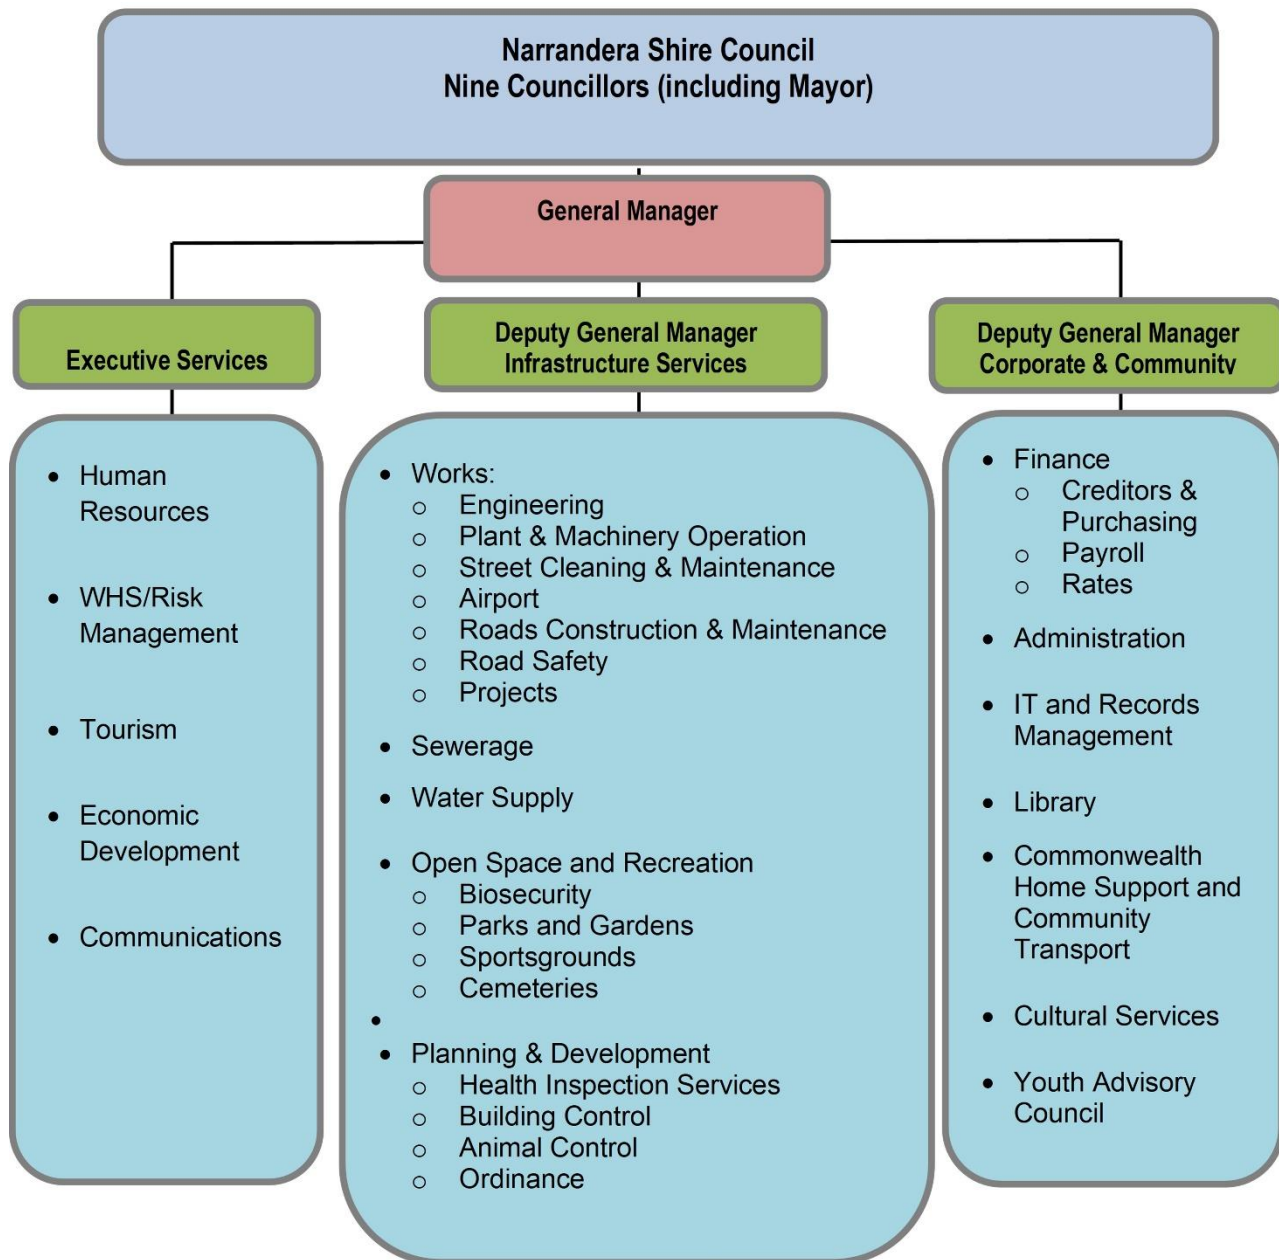 Narrandera Shire Council
Nine Councillors (including Mayor)
General Manager
Executive Services
Deputy General Manager
Infrastructure Services
Deputy General Manager
Corporate & Community
• Human
Resources
• WHS/Risk
Management
• Tourism
• Economic
Development
• Communications
• Works:
o Engineering
o Plant & Machinery Operation
o Street Cleaning & Maintenance
o Airport
o Roads Construction & Maintenance
o Road Safety
o Projects
• Sewerage
• Water Supply
• Open Space and Recreation
o Biosecurity
o Parks and Gardens
o Sportsgrounds
o Cemeteries
•
• Planning & Development
o Health Inspection Services
o Building Control
o Animal Control
o Ordinance
• Finance
o Creditors &
Purchasing
o Payroll
o Rates
• Administration
• IT and Records
Management
• Library
• Commonwealth
Home Support and
Community
Transport
• Cultural Services
• Youth Advisory
Council